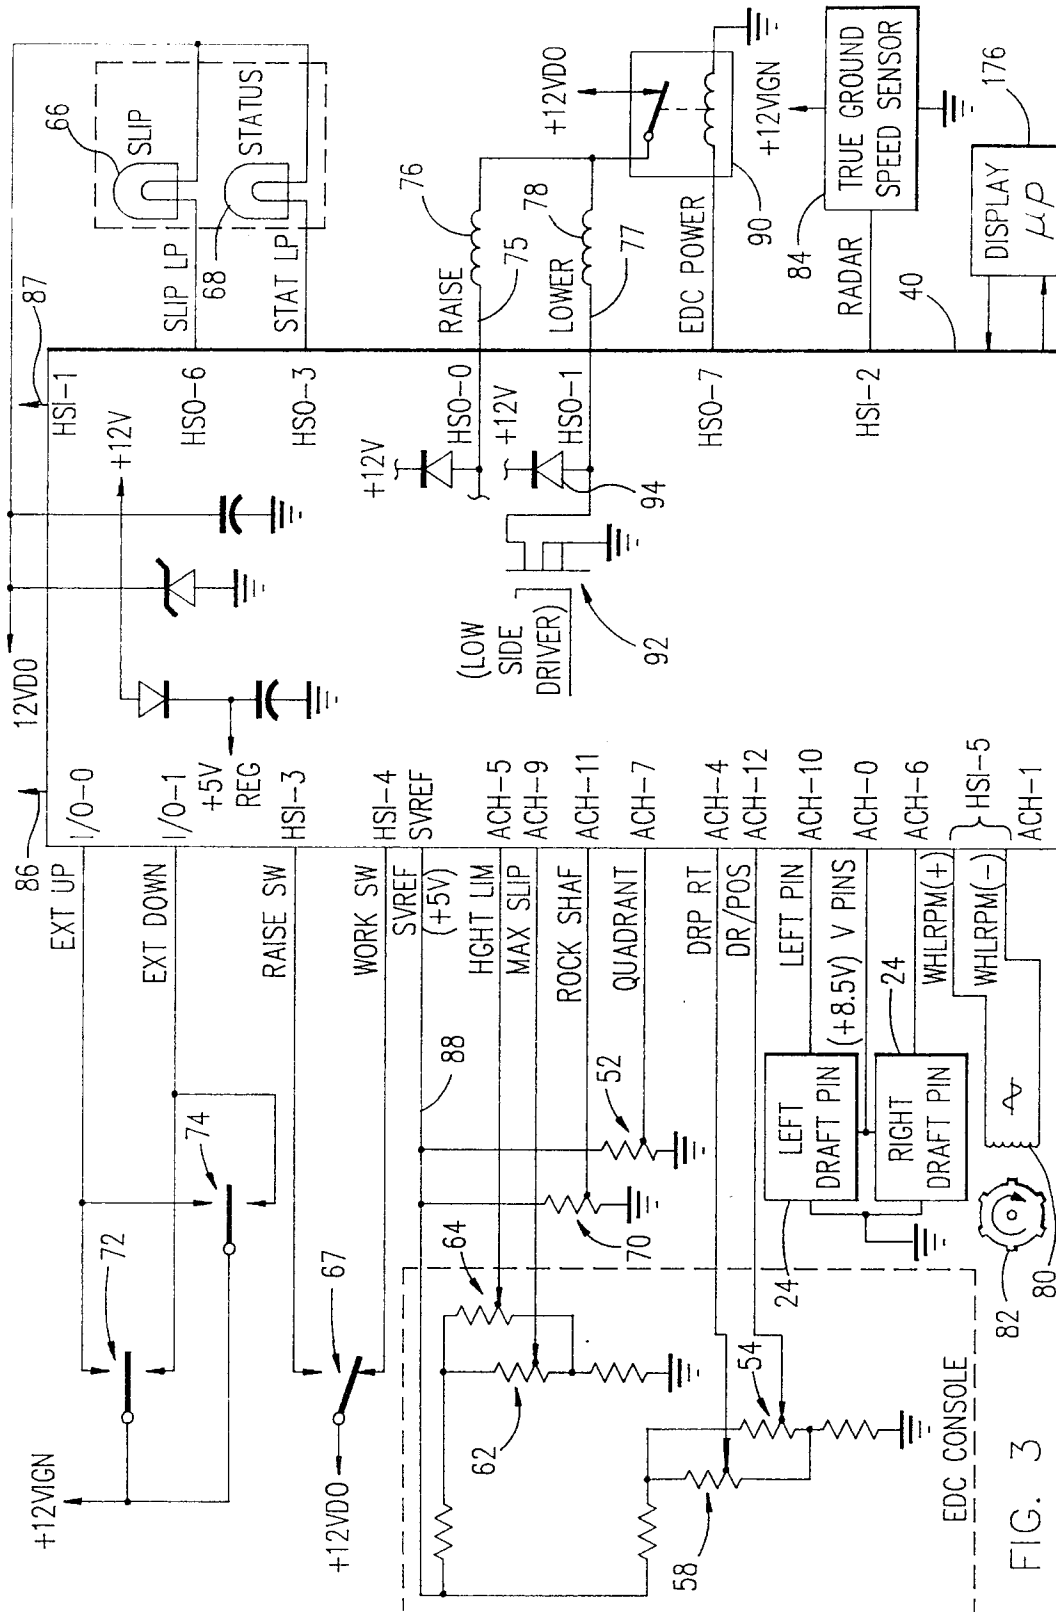 +12VIGN
72
74
+12VDO
67
EXT UP
EXT DOWN
RAISE SW
WORK SW
SVREF
(+5V)
HGHT LIM
MAX SLIP
ROCK SHAF
QUADRANT
DRP RT
DR/POS
LEFT PIN
(+8.5V) V PINS
WHLRPM(+)
WHLRPM(-)
88
64
62
70
52
54
58
EDC CONSOLE
LEFT
DRAFT PIN
RIGHT
DRAFT PIN
24
24
82
80
86
I/O-0
I/O-1
HSI-3
HSI-4
SVREF
ACH-5
ACH-9
ACH-11
ACH-7
ACH-4
ACH-12
ACH-10
ACH-0
ACH-6
HSI-5
ACH-1
12VDO
+5V
REG
+12V
(LOW
SIDE
DRIVER)
92
94
+12V
+12V
HSI-1
HSO-6
HSO-3
HSO-0
HSO-1
HSO-7
HSI-2
87
SLIP LP
STAT LP
66
68
SLIP
STATUS
RAISE
75
76
LOWER
77
78
+12VDO
EDC POWER
90
+12VIGN
RADAR
84
TRUE GROUND
SPEED SENSOR
40
DISPLAY
μP
176
FIG. 3